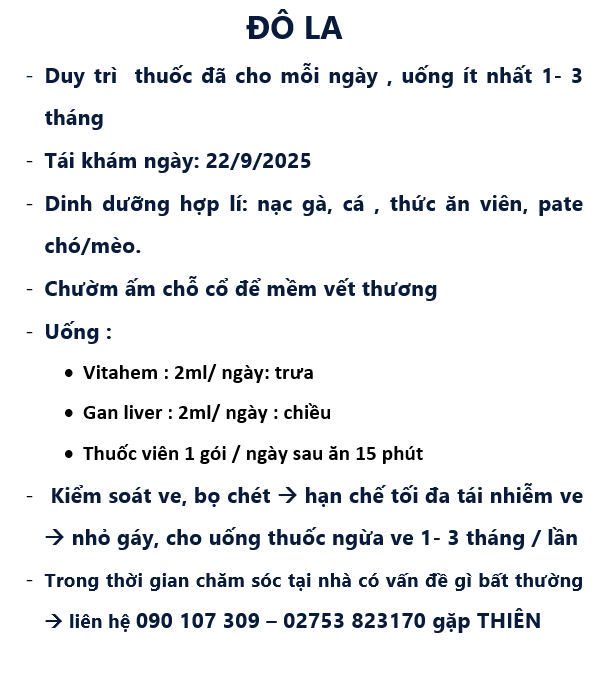 ĐÔ LA
- Duy trì thuốc đã cho mỗi ngày , uống ít nhất 1- 3
tháng
- Tái khám ngày: 22/9/2025
- Dinh dưỡng hợp lí: nạc gà, cá , thức ăn viên, pate
chó/mèo.
- Chườm ấm chỗ cổ để mềm vết thương
- Uống :
• Vitahem : 2ml/ ngày: trưa
• Gan liver : 2ml/ ngày : chiều
• Thuốc viên 1 gói / ngày sau ăn 15 phút
- Kiểm soát ve, bọ chét → hạn chế tối đa tái nhiễm ve
→ nhỏ gáy, cho uống thuốc ngừa ve 1- 3 tháng / lần
- Trong thời gian chăm sóc tại nhà có vấn đề gì bất thường
→ liên hệ 090 107 309 – 02753 823170 gặp THIÊN